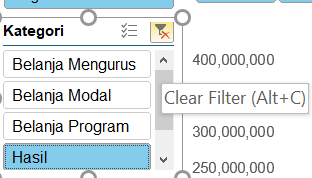 Kategori
Belanja Mengurus
Belanja Modal
Belanja Program
Hasil
400,000,000
Clear Filter (Alt+C)
300,000,000
250,000,000